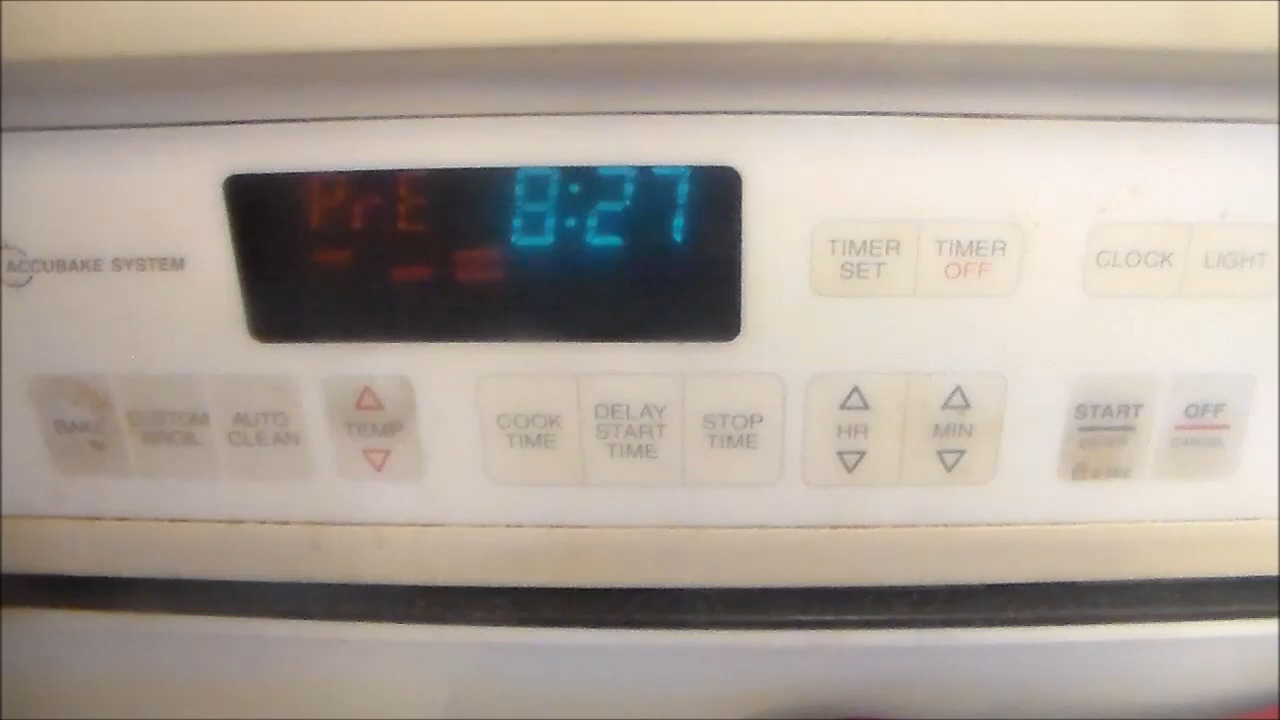 PrE 8:27
ACCUBAKE SYSTEM
TIMER
SET
TIMER
OFF
CLOCK
LIGHT
BAKE
CUSTOM
BROIL
AUTO
CLEAN
TEMP
COOK
TIME
DELAY
START
TIME
STOP
TIME
HR
MIN
START
OFF
CANCEL